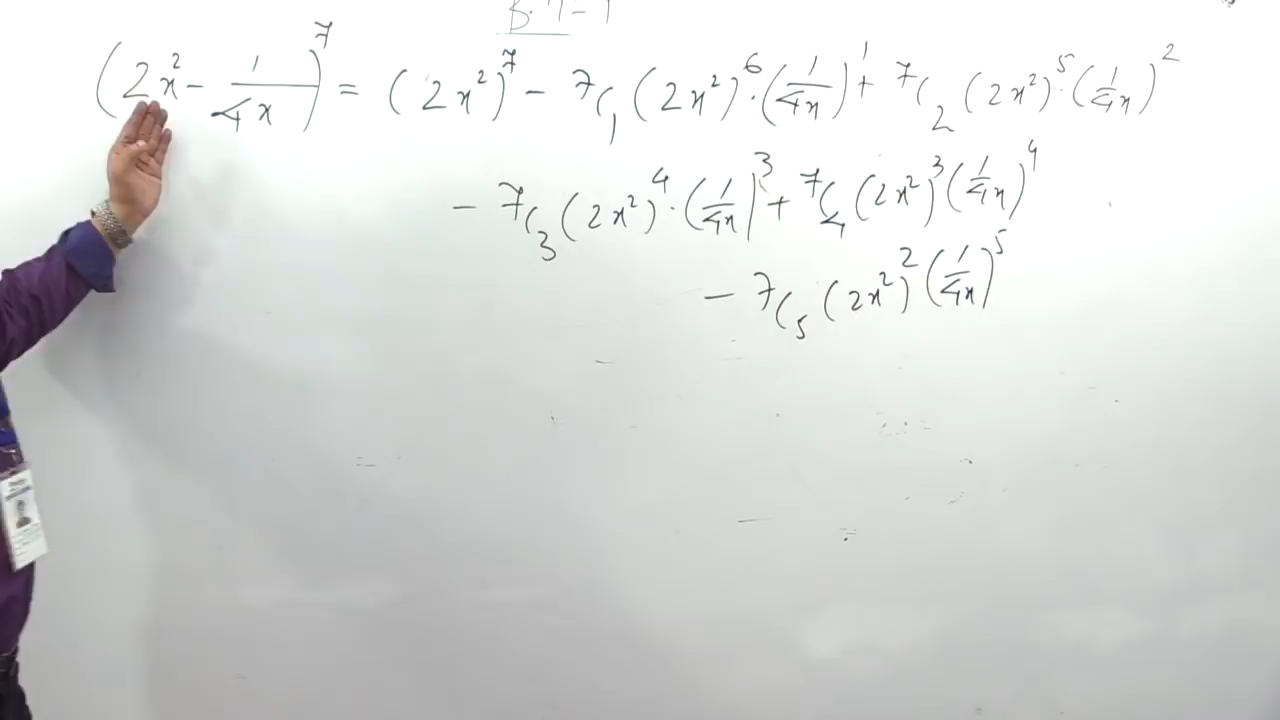 (2x² - 1/4x)⁷ = (2x²)⁷ - ⁷C₁ (2x²)⁶·(1/4x)¹ + ⁷C₂ (2x²)⁵·(1/4x)²
- ⁷C₃ (2x²)⁴·(1/4x)³ + ⁷C₄ (2x²)³ (1/4x)⁴
- ⁷C₅ (2x²)² (1/4x)⁵